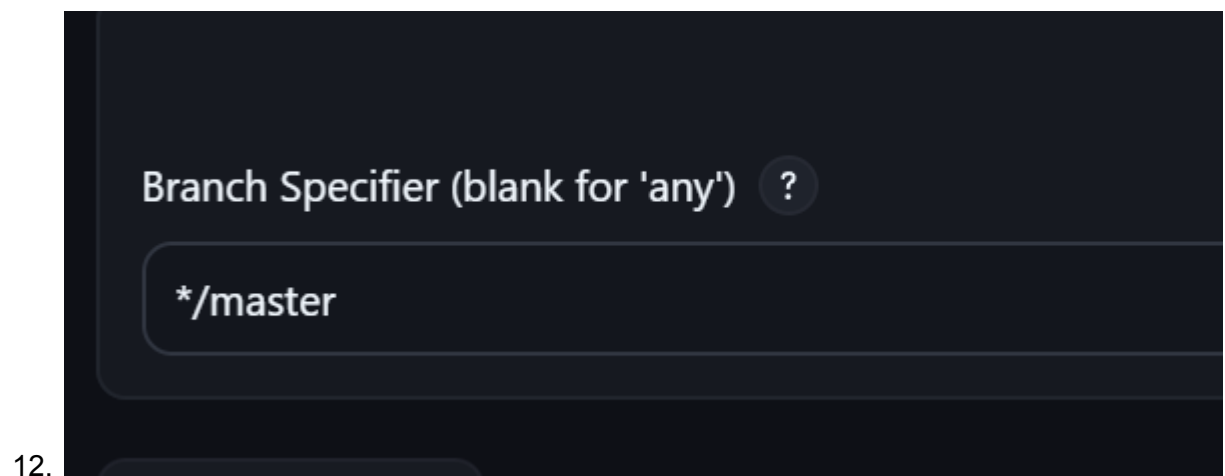 Branch Specifier (blank for 'any') ?
*/master
12.